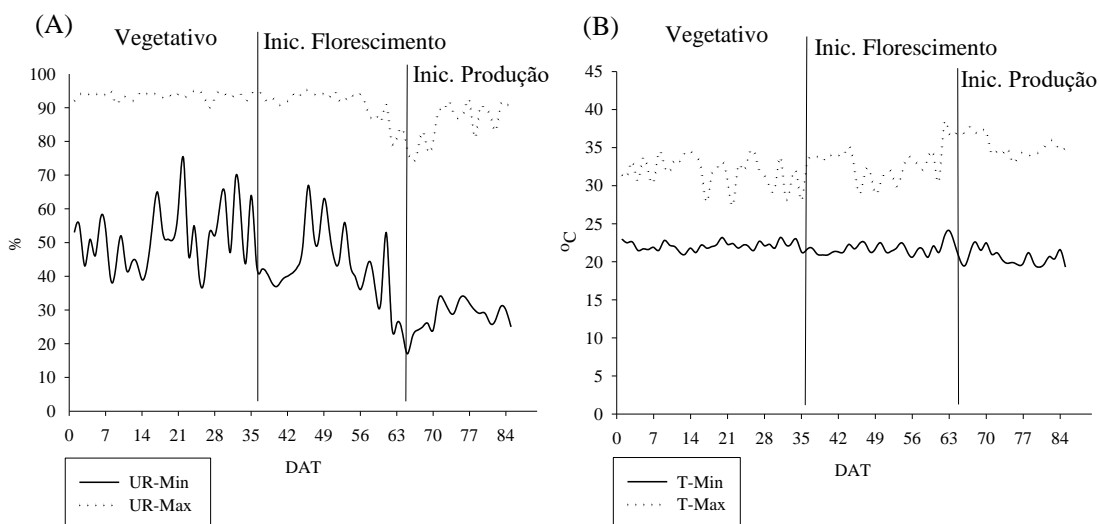 (A)
Vegetativo
Inic. Florescimento
Inic. Produção
100
90
80
70
60
50
40
30
20
10
0
%
0 7 14 21 28 35 42 49 56 63 70 77 84
DAT
UR-Min
UR-Max
(B)
Vegetativo
Inic. Florescimento
Inic. Produção
45
40
35
30
25
20
15
10
5
0
ºC
0 7 14 21 28 35 42 49 56 63 70 77 84
DAT
T-Min
T-Max